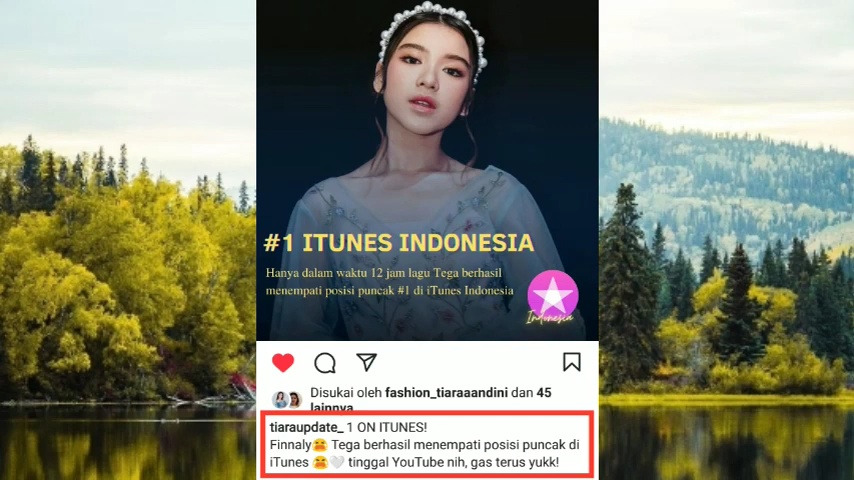 #1 ITUNES INDONESIA
Hanya dalam waktu 12 jam lagu Tega berhasil
menempati posisi puncak #1 di iTunes Indonesia
Indonesia
Disukai oleh fashion_tiaraaandini dan 45
lainnya
tiaraupdate_ 1 ON ITUNES!
Finnaly😫 Tega berhasil menempati posisi puncak di
iTunes 😫🤍 tinggal YouTube nih, gas terus yukk!